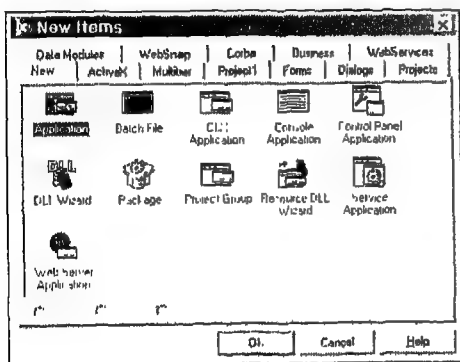 New Items
Data Modules WebSnap Corba Business WebServices
New ActiveX Multitier Project1 Forms Dialogs Projects
Application Batch File CLX Application Console Application Control Panel Application
DLL Wizard Package Project Group Resource DLL Wizard Service Application
Web Server Application
OK Cancel Help